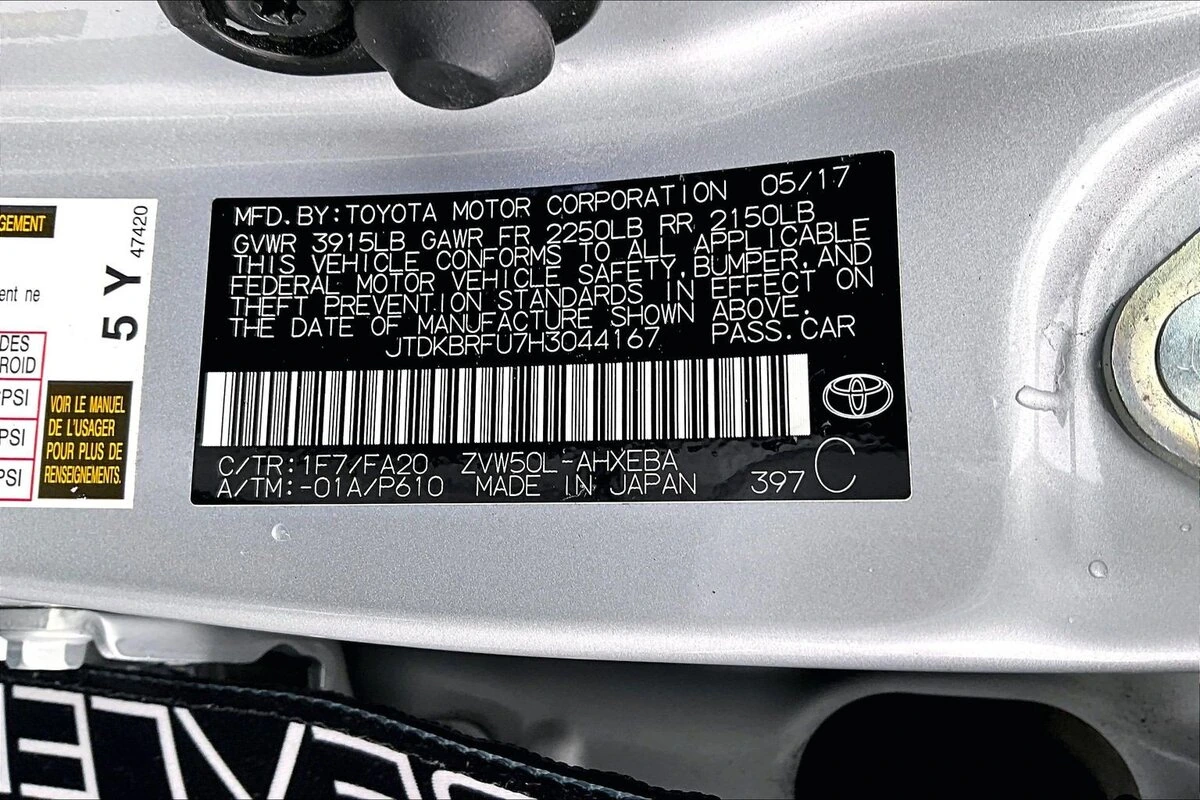 GEMENT
5 Y 47420
ent ne
DES
ROID
PSI
PSI
PSI
VOIR LE MANUEL
DE L'USAGER
POUR PLUS DE
RENSEIGNEMENTS.
MFD.BY:TOYOTA MOTOR CORPORATION 05/17
GVWR 3915LB GAWR FR 2250LB RR 2150LB
THIS VEHICLE CONFORMS TO ALL APPLICABLE
FEDERAL MOTOR VEHICLE SAFETY,BUMPER,AND
THEFT PREVENTION STANDARDS IN EFFECT ON
THE DATE OF MANUFACTURE SHOWN ABOVE.
JTDKBRFU7H3044167 PASS.CAR
C/TR:1F7/FA20 ZVW50L-AHXEBA
A/TM:-01A/P610 MADE IN JAPAN 397 C